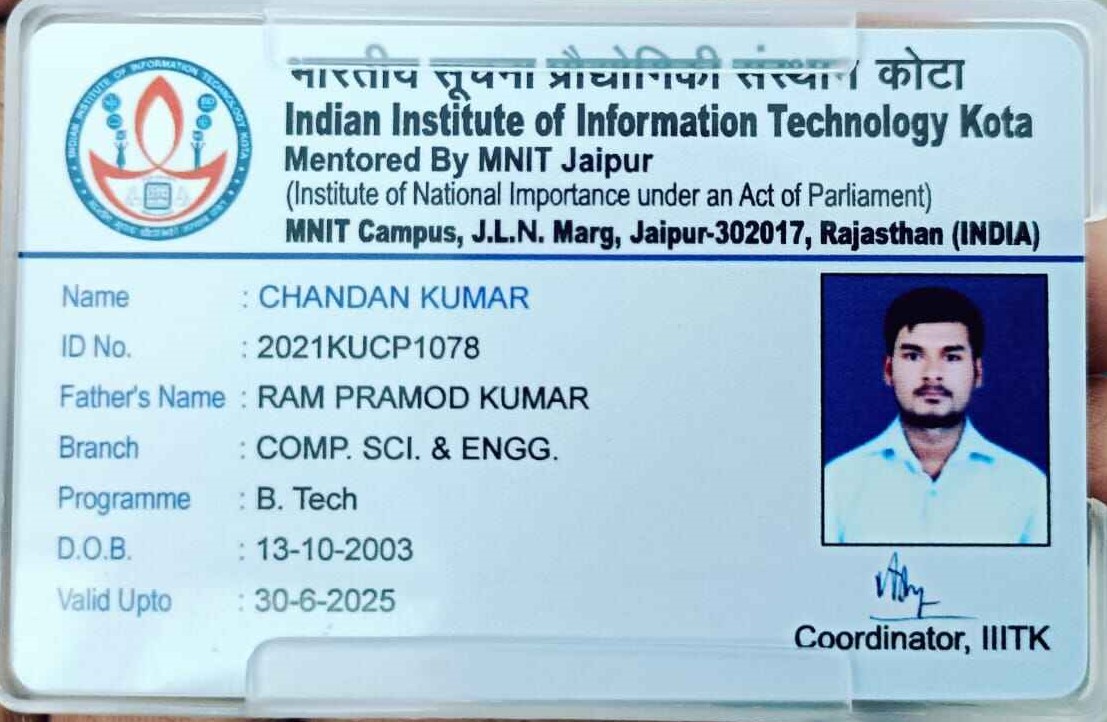 भारतीय सूचना प्रौद्योगिकी संस्थान कोटा
Indian Institute of Information Technology Kota
Mentored By MNIT Jaipur
(Institute of National Importance under an Act of Parliament)
MNIT Campus, J.L.N. Marg, Jaipur-302017, Rajasthan (INDIA)
INDIAN INSTITUTE OF INFORMATION TECHNOLOGY KOTA
Name : CHANDAN KUMAR
ID No. : 2021KUCP1078
Father's Name : RAM PRAMOD KUMAR
Branch : COMP. SCI. & ENGG.
Programme : B. Tech
D.O.B. : 13-10-2003
Valid Upto : 30-6-2025
Coordinator, IIITK